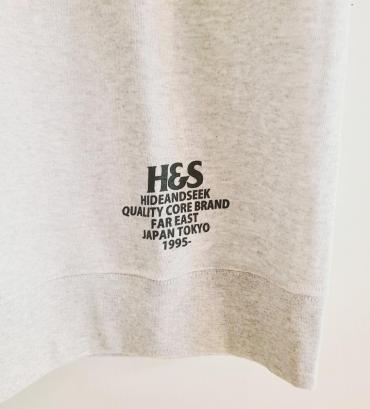 H&S
HIDEANDSEEK
QUALITY CORE BRAND
FAR EAST
JAPAN TOKYO
1995-